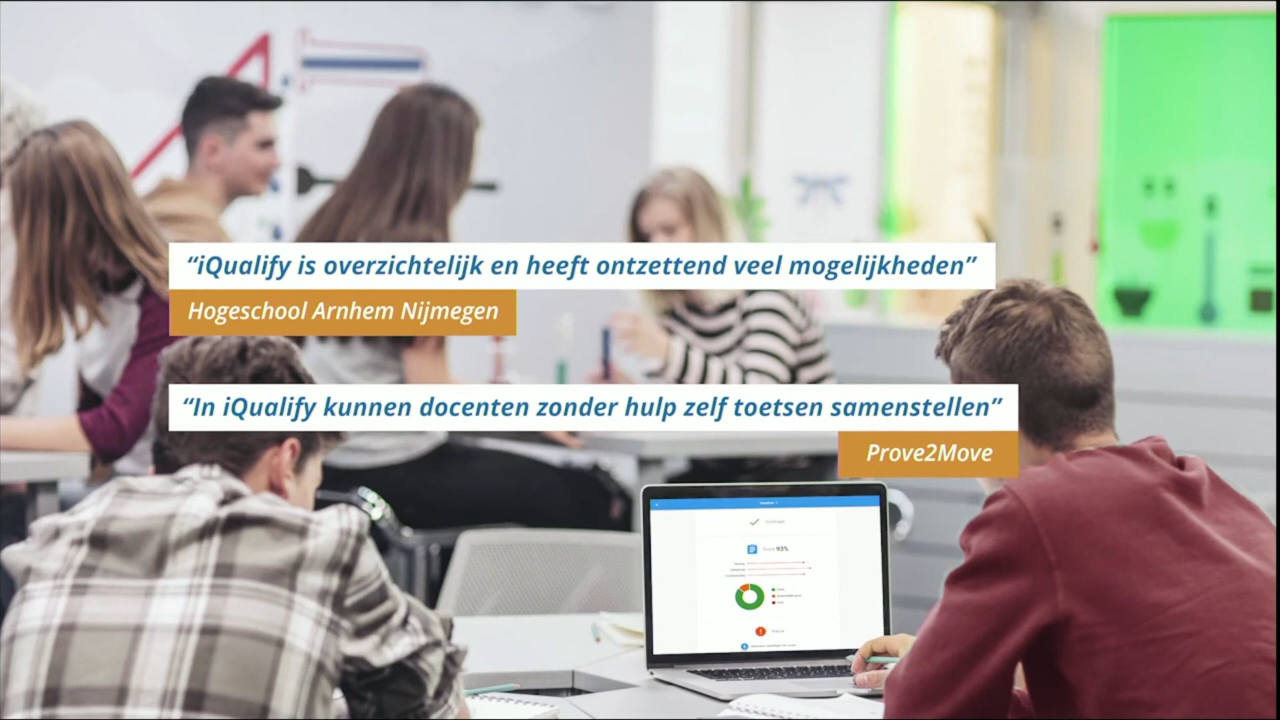 “iQualify is overzichtelijk en heeft ontzettend veel mogelijkheden”
Hogeschool Arnhem Nijmegen
“In iQualify kunnen docenten zonder hulp zelf toetsen samenstellen”
Prove2Move
93%